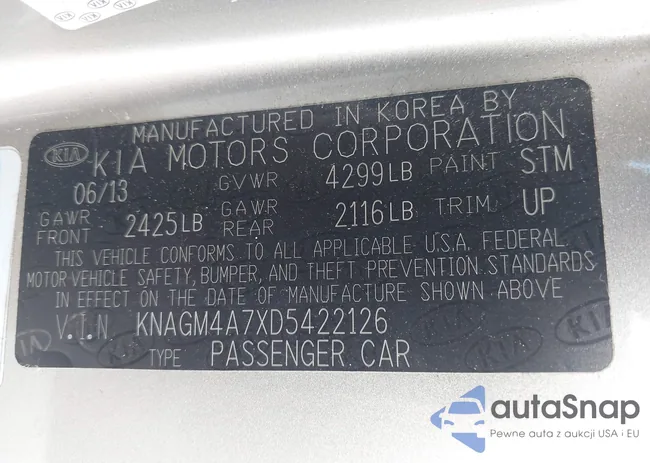 MANUFACTURED IN KOREA BY
KIA KIA MOTORS CORPORATION
06/13 GVWR 4299LB PAINT STM
GAWR FRONT 2425LB GAWR REAR 2116LB TRIM UP
THIS VEHICLE CONFORMS TO ALL APPLICABLE U.S.A. FEDERAL
MOTOR VEHICLE SAFETY, BUMPER, AND THEFT PREVENTION STANDARDS
IN EFFECT ON THE DATE OF MANUFACTURE SHOWN ABOVE
V.I.N. KNAGM4A7XD5422126
TYPE PASSENGER CAR
autaSnap
Pewne auta z aukcji USA i EU